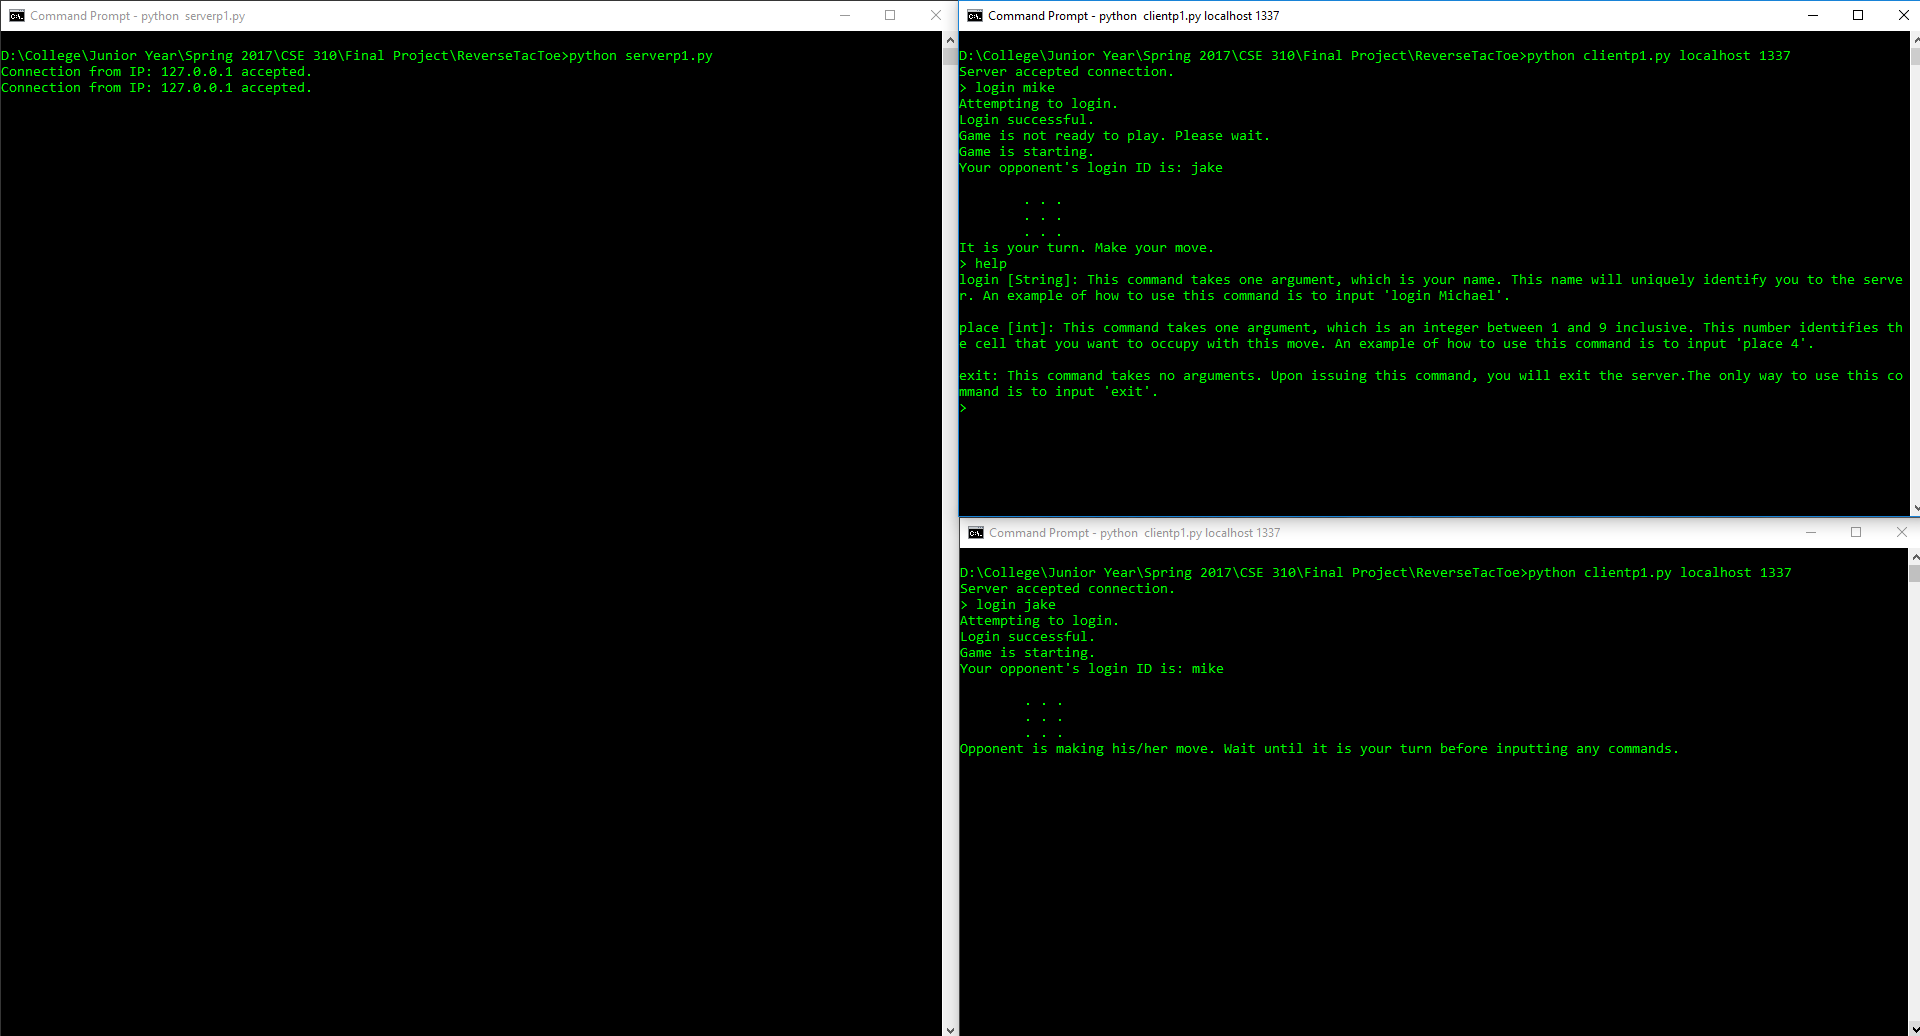 Command Prompt - python  serverp1.py
D:\College\Junior Year\Spring 2017\CSE 310\Final Project\ReverseTacToe>python serverp1.py
Connection from IP: 127.0.0.1 accepted.
Connection from IP: 127.0.0.1 accepted.
Command Prompt - python  clientp1.py localhost 1337
D:\College\Junior Year\Spring 2017\CSE 310\Final Project\ReverseTacToe>python clientp1.py localhost 1337
Server accepted connection.
> login mike
Attempting to login.
Login successful.
Game is not ready to play. Please wait.
Game is starting.
Your opponent's login ID is: jake
. . .
. . .
. . .
It is your turn. Make your move.
> help
login [String]: This command takes one argument, which is your name. This name will uniquely identify you to the serve
r. An example of how to use this command is to input 'login Michael'.
place [int]: This command takes one argument, which is an integer between 1 and 9 inclusive. This number identifies th
e cell that you want to occupy with this move. An example of how to use this command is to input 'place 4'.
exit: This command takes no arguments. Upon issuing this command, you will exit the server.The only way to use this co
mmand is to input 'exit'.
>
Command Prompt - python  clientp1.py localhost 1337
D:\College\Junior Year\Spring 2017\CSE 310\Final Project\ReverseTacToe>python clientp1.py localhost 1337
Server accepted connection.
> login jake
Attempting to login.
Login successful.
Game is starting.
Your opponent's login ID is: mike
. . .
. . .
. . .
Opponent is making his/her move. Wait until it is your turn before inputting any commands.